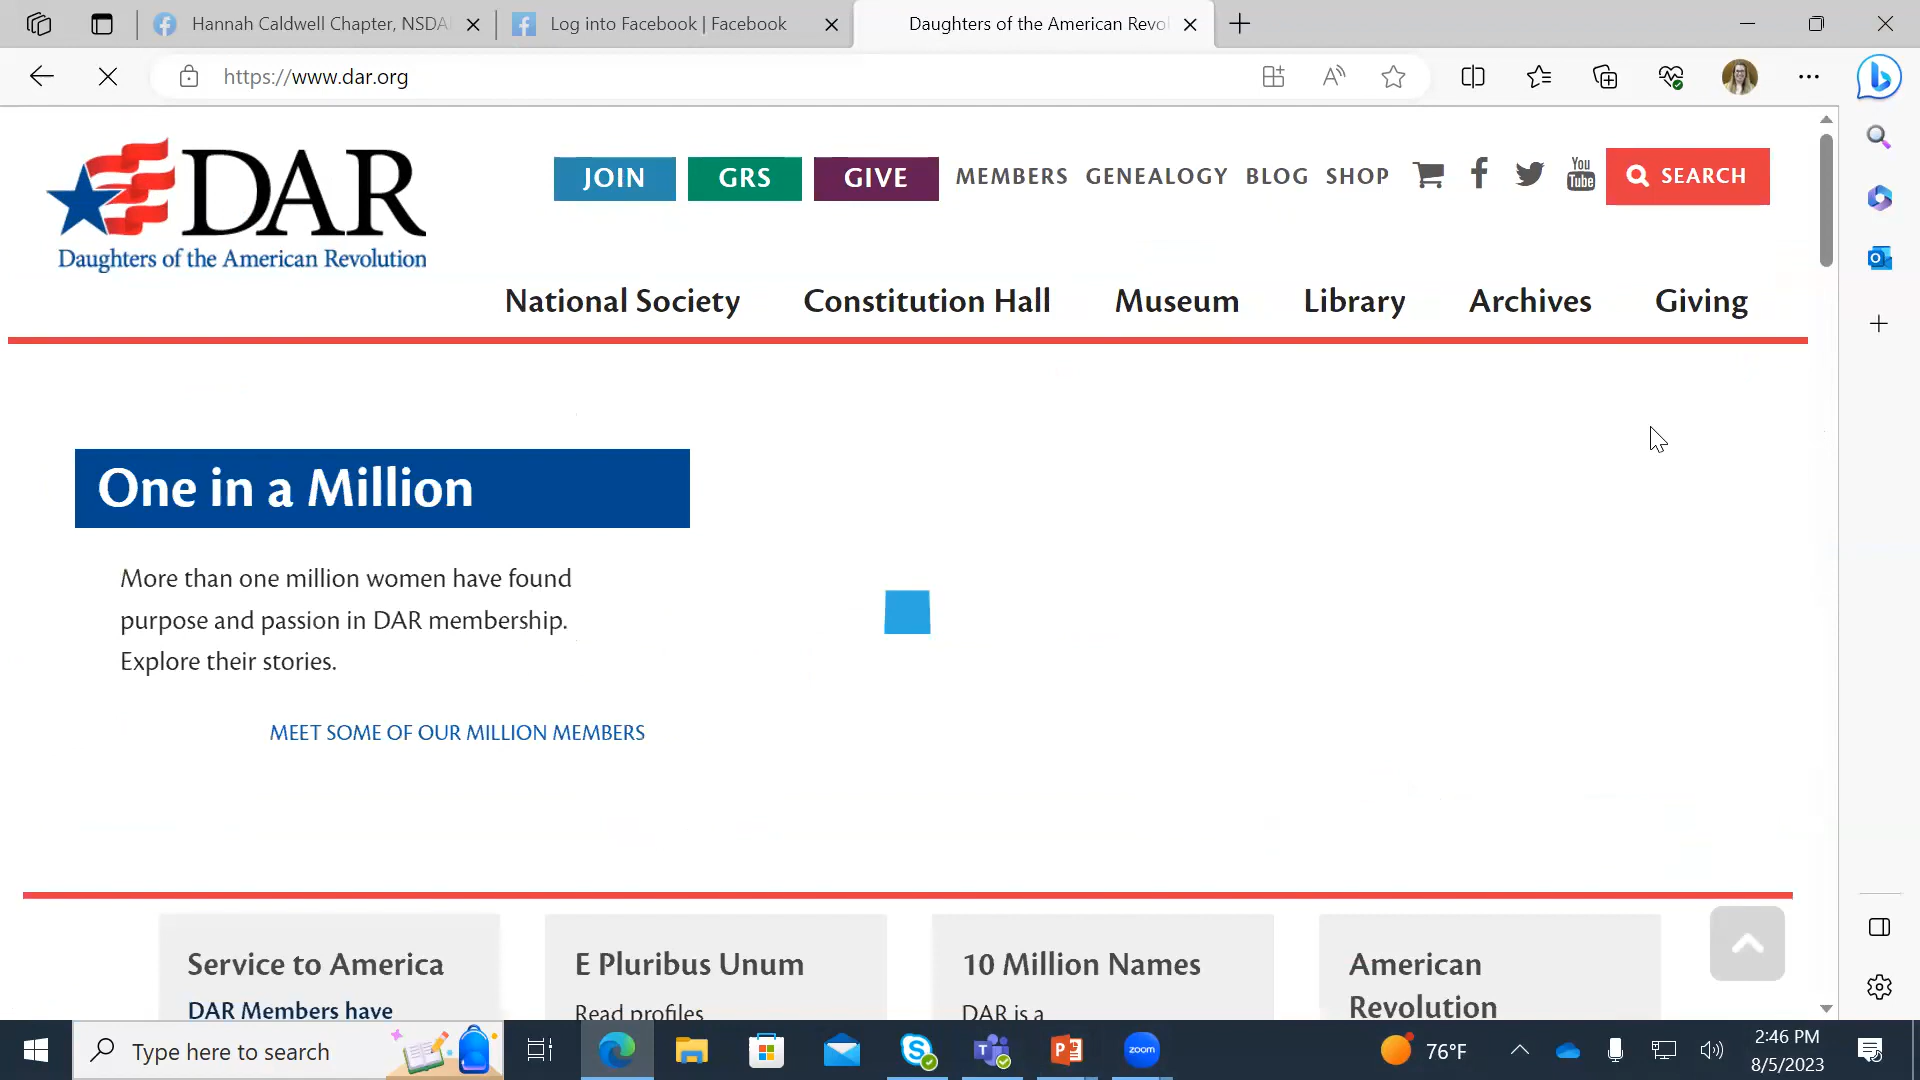 Hannah Caldwell Chapter, NSDA
Log into Facebook | Facebook
Daughters of the American Revol
https://www.dar.org
DAR
Daughters of the American Revolution
JOIN
GRS
GIVE
MEMBERS
GENEALOGY
BLOG
SHOP
You
Tube
SEARCH
National Society
Constitution Hall
Museum
Library
Archives
Giving
One in a Million
More than one million women have found
purpose and passion in DAR membership.
Explore their stories.
MEET SOME OF OUR MILLION MEMBERS
Service to America
DAR Members have
E Pluribus Unum
Read profiles
10 Million Names
DAR is a
American
Revolution
Type here to search
zoom
76°F
2:46 PM
8/5/2023